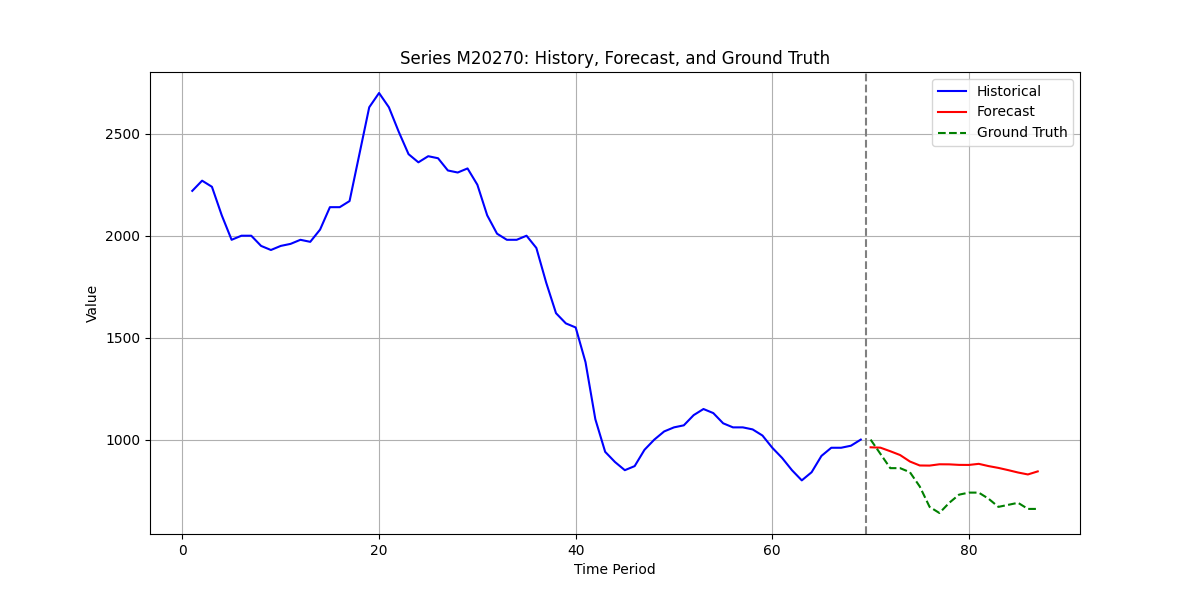 Series M20270: History, Forecast, and Ground Truth
Historical
Forecast
Ground Truth
2500
2000
1500
1000
Value
0
20
40
60
80
Time Period